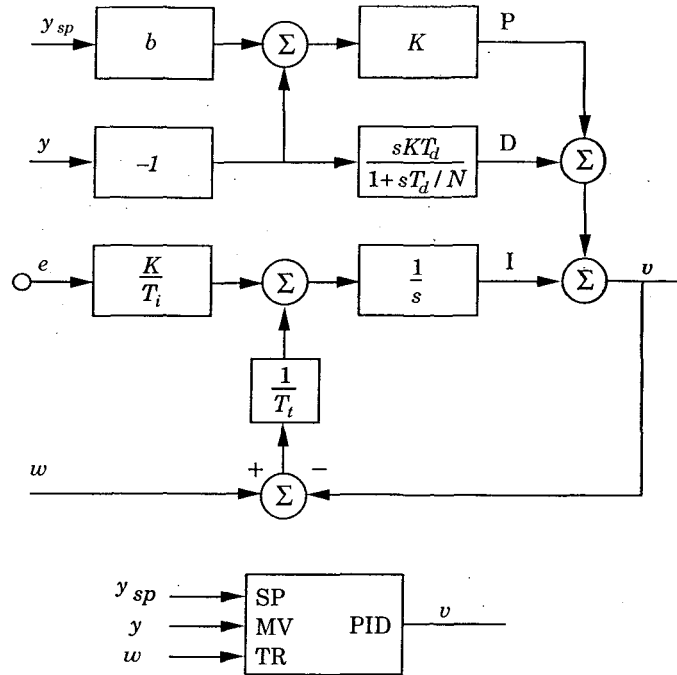 y_sp b Σ K P
y -1 sKT_d / 1 + sT_d / N D Σ
e K / T_i Σ 1 / s I Σ v
1 / T_t
w + Σ −
y_sp SP
y MV PID v
w TR